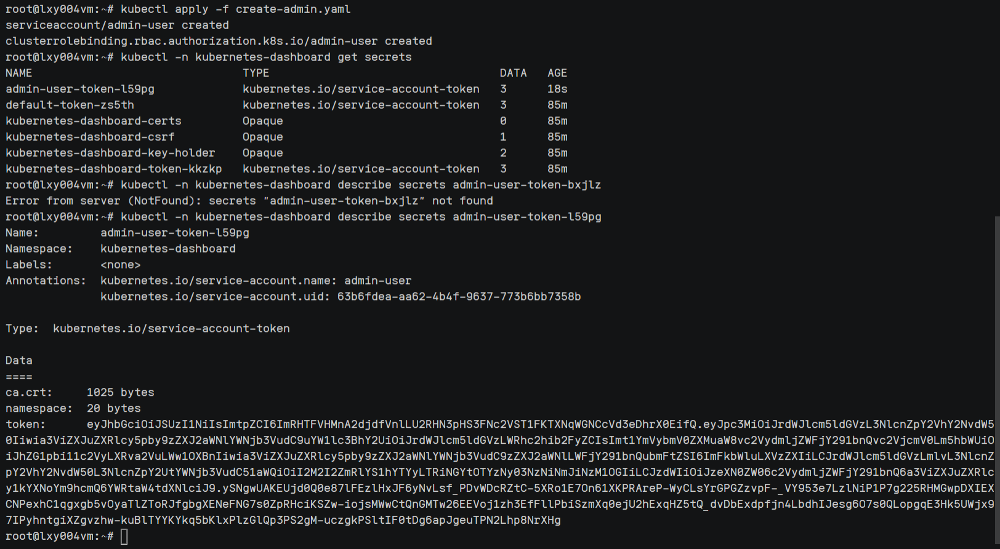 root@lxy004vm:~# kubectl apply -f create-admin.yaml
serviceaccount/admin-user created
clusterrolebinding.rbac.authorization.k8s.io/admin-user created
root@lxy004vm:~# kubectl -n kubernetes-dashboard get secrets
NAME                               TYPE                                  DATA   AGE
admin-user-token-l59pg             kubernetes.io/service-account-token   3      18s
default-token-zs5th                kubernetes.io/service-account-token   3      85m
kubernetes-dashboard-certs         Opaque                                0      85m
kubernetes-dashboard-csrf          Opaque                                1      85m
kubernetes-dashboard-key-holder    Opaque                                2      85m
kubernetes-dashboard-token-kkzkp   kubernetes.io/service-account-token   3      85m
root@lxy004vm:~# kubectl -n kubernetes-dashboard describe secrets admin-user-token-bxjlz
Error from server (NotFound): secrets "admin-user-token-bxjlz" not found
root@lxy004vm:~# kubectl -n kubernetes-dashboard describe secrets admin-user-token-l59pg
Name:         admin-user-token-l59pg
Namespace:    kubernetes-dashboard
Labels:       <none>
Annotations:  kubernetes.io/service-account.name: admin-user
              kubernetes.io/service-account.uid: 63b6fdea-aa62-4b4f-9637-773b6bb7358b
Type:  kubernetes.io/service-account-token
Data
====
ca.crt:     1025 bytes
namespace:  20 bytes
token:      eyJhbGciOiJSUzI1NiIsImtpZCI6ImRHTFVHMnA2djdfVnlLU2RHN3pHS3FNc2VST1FKTXNqWGNCcVd3eDhrX0EifQ.eyJpc3MiOiJrdWJlcm5ldGVzL3NlcnZpY2VhY2NvdW5
0Iiwia3ViZXJuZXRlcy5pby9zZXJ2aWNlYWNjb3VudC9uYW1lc3BhY2UiOiJrdWJlcm5ldGVzLWRhc2hib2FyZCIsImt1YmVybmV0ZXMuaW8vc2VydmljZWFjY291bnQvc2VjcmV0Lm5hbWUiO
iJhZG1pbi11c2VyLXRva2VuLWw1OXBnIiwia3ViZXJuZXRlcy5pby9zZXJ2aWNlYWNjb3VudC9zZXJ2aWNlLWFjY291bnQubmFtZSI6ImFkbWluLXVzZXIiLCJrdWJlcm5ldGVzLmlvL3NlcnZ
pY2VhY2NvdW50L3NlcnZpY2UtYWNjb3VudC51aWQiOiI2M2I2ZmRlYS1hYTYyLTRiNGYtOTYzNy03NzNiNmJiNzM1OGIiLCJzdWIiOiJzeXN0ZW06c2VydmljZWFjY291bnQ6a3ViZXJuZXRlc
y1kYXNoYm9hcmQ6YWRtaW4tdXNlciJ9.ySNgwUAKEUjd0Q0e87lFEzlHxJF6yNvLsf_PDvWDcRZtC-5XRo1E7On61XKPRAreP-WyCLsYrGPGZzvpF-_VY953e7LzlNiP1P7g225RHMGwpDXIEX
CNPexhC1qgxgb5vOyaTlZToRJfgbgXENeFNG7s0ZpRHciKSZw-iojsMWwCtQnGMTw26EEVoj1zh3EfFllPbiSzmXq0ejU2hExqHZ5tQ_dvDbExdpfjn4LbdhIJesg6O7s0QLopgqE3Hk5UWjx9
7IPyhntgiXZgvzhw-kuBlTYYKYkq5bKlxPlzGlQp3PS2gM-uczgkPSltIF0tDg6apJgeuTPN2Lhp8NrXHg
root@lxy004vm:~#